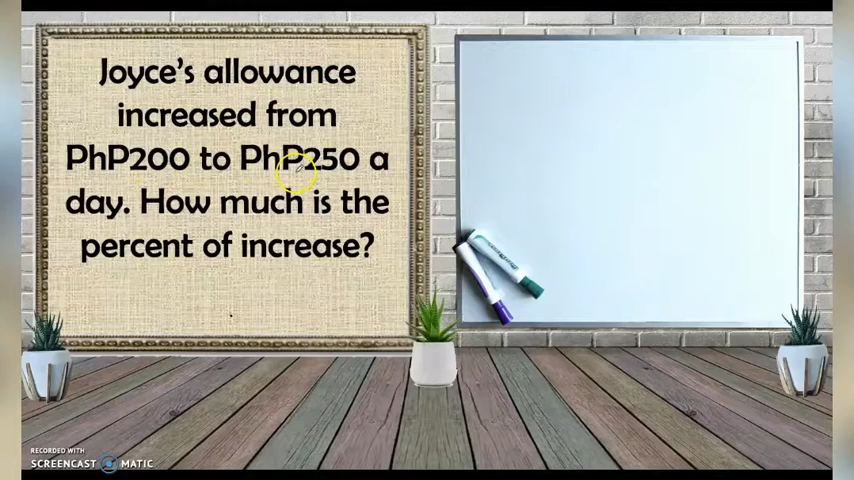 Joyce's allowance
increased from
PhP200 to PhP250 a
day. How much is the
percent of increase?
RECORDED WITH
SCREENCAST MATIC